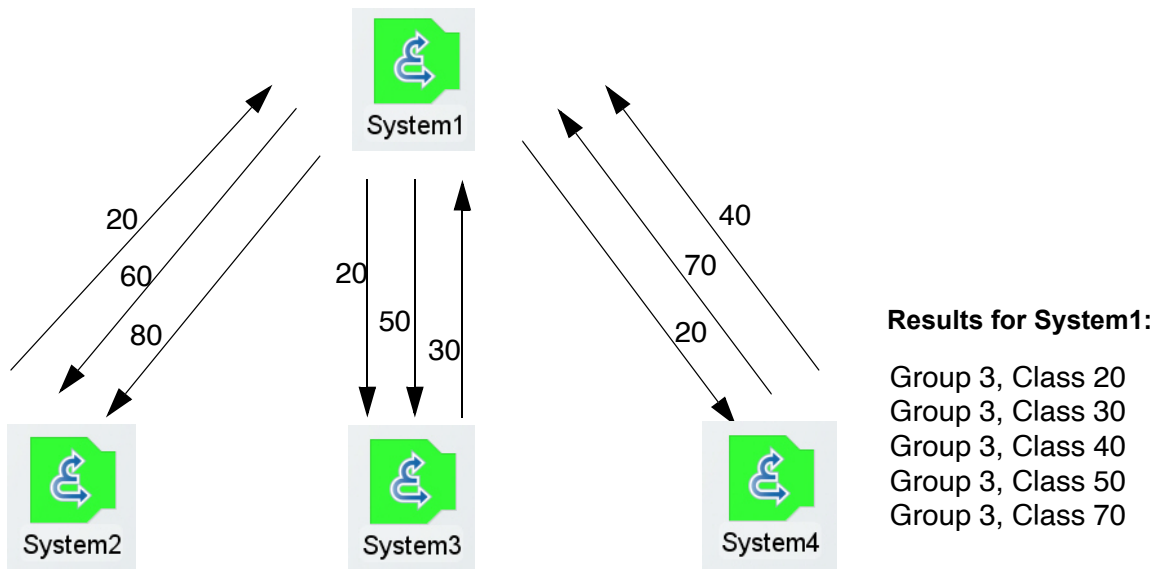 System1
20
60
80
20
50
30
40
70
20
Results for System1:
Group 3, Class 20
Group 3, Class 30
Group 3, Class 40
Group 3, Class 50
Group 3, Class 70
System2
System3
System4